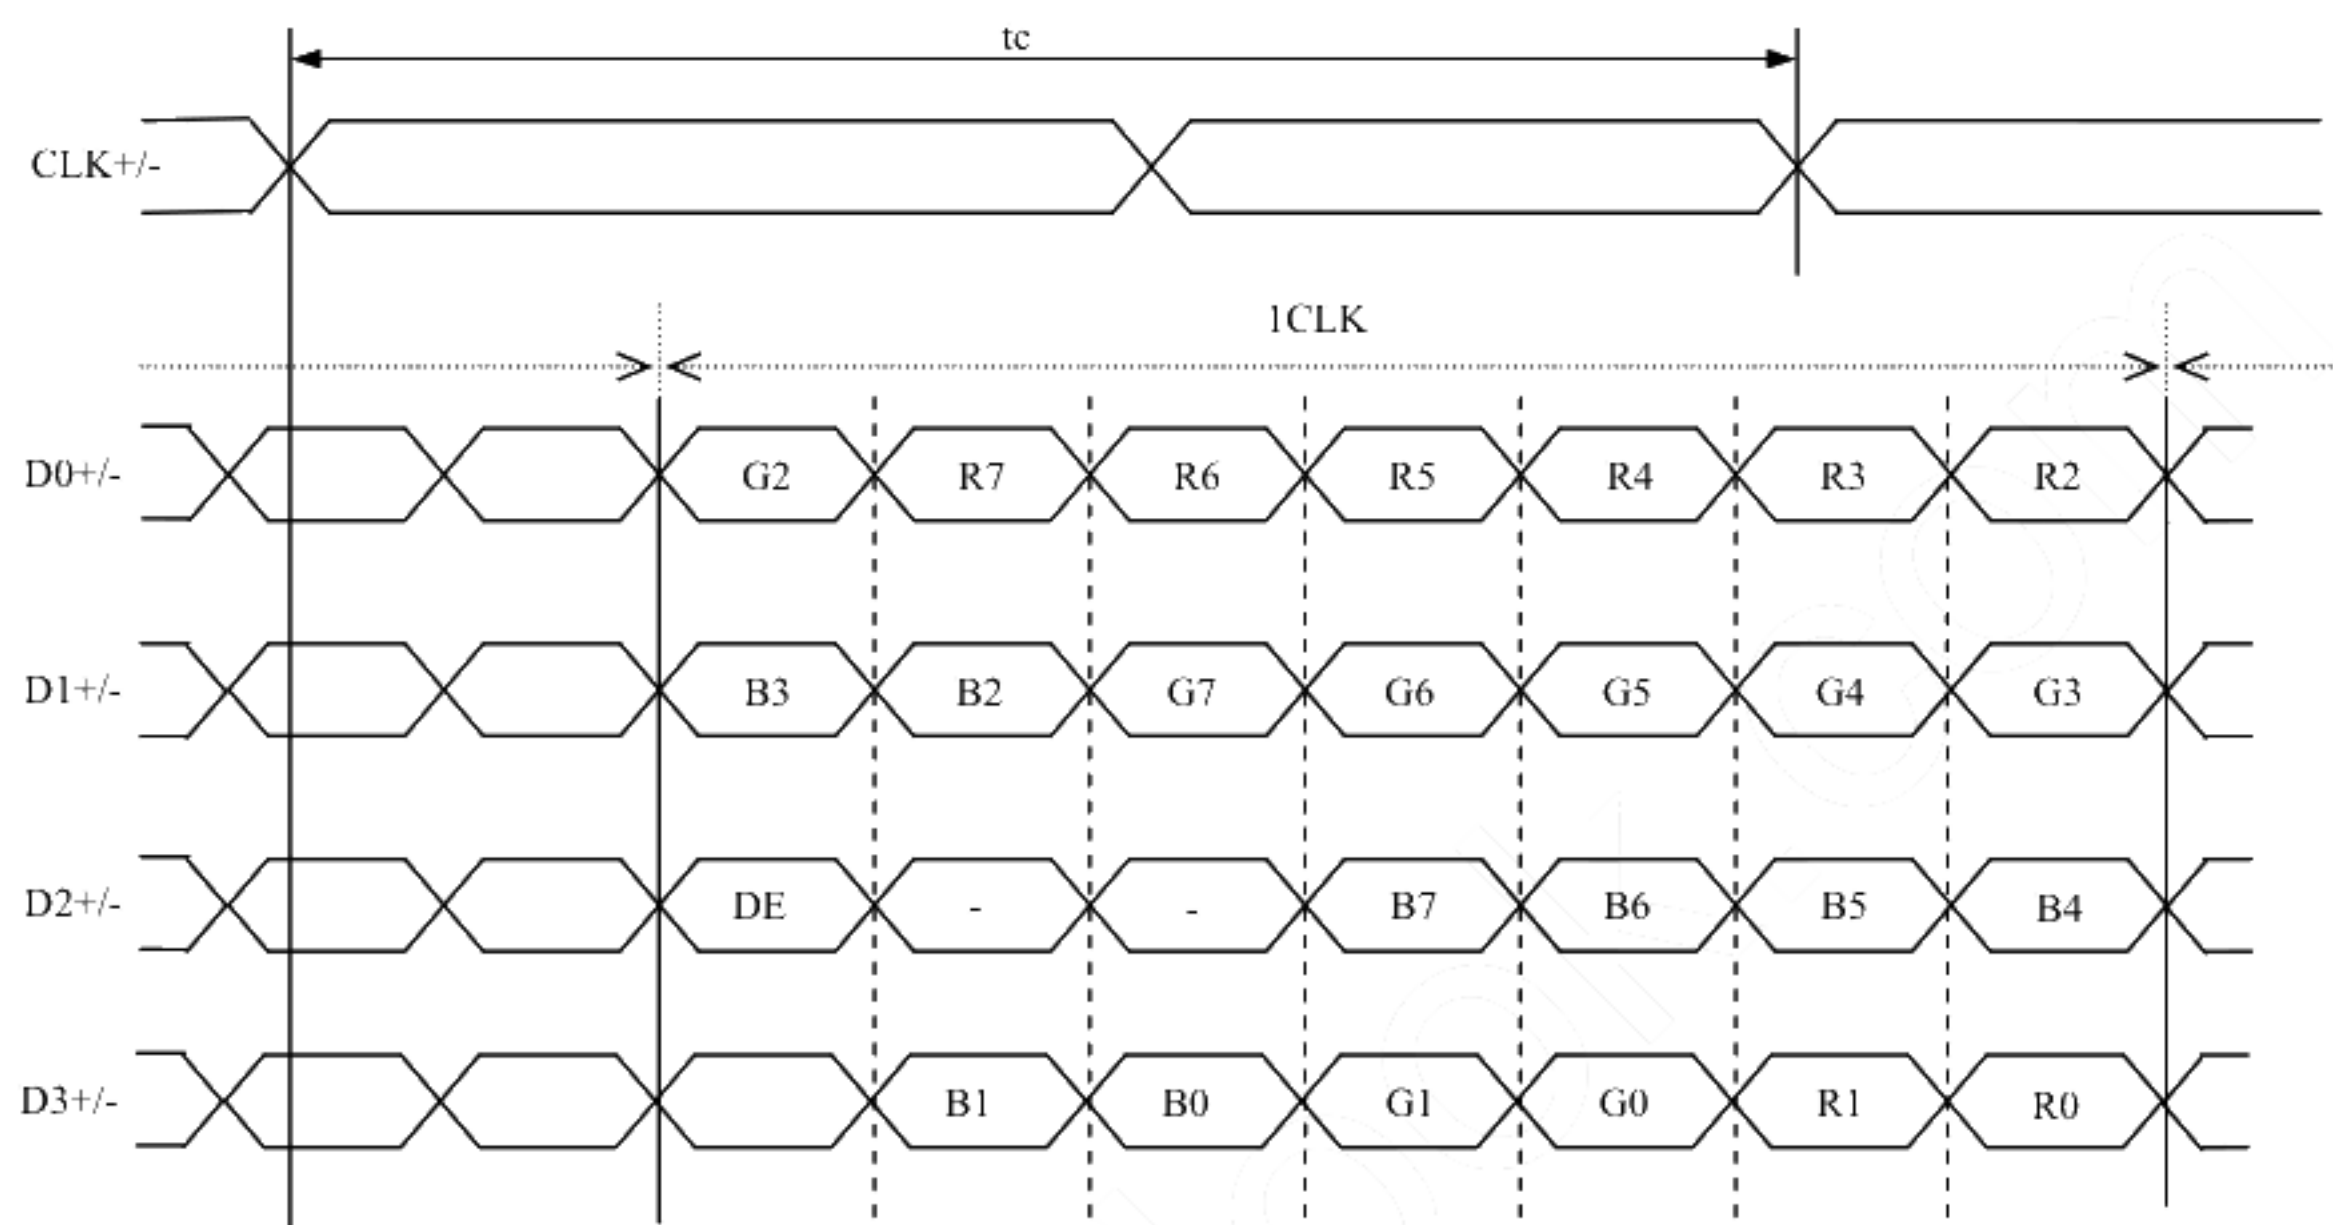 tc
CLK+/-
1CLK
D0+/- G2 R7 R6 R5 R4 R3 R2
D1+/- B3 B2 G7 G6 G5 G4 G3
D2+/- DE - - B7 B6 B5 B4
D3+/- B1 B0 G1 G0 R1 R0